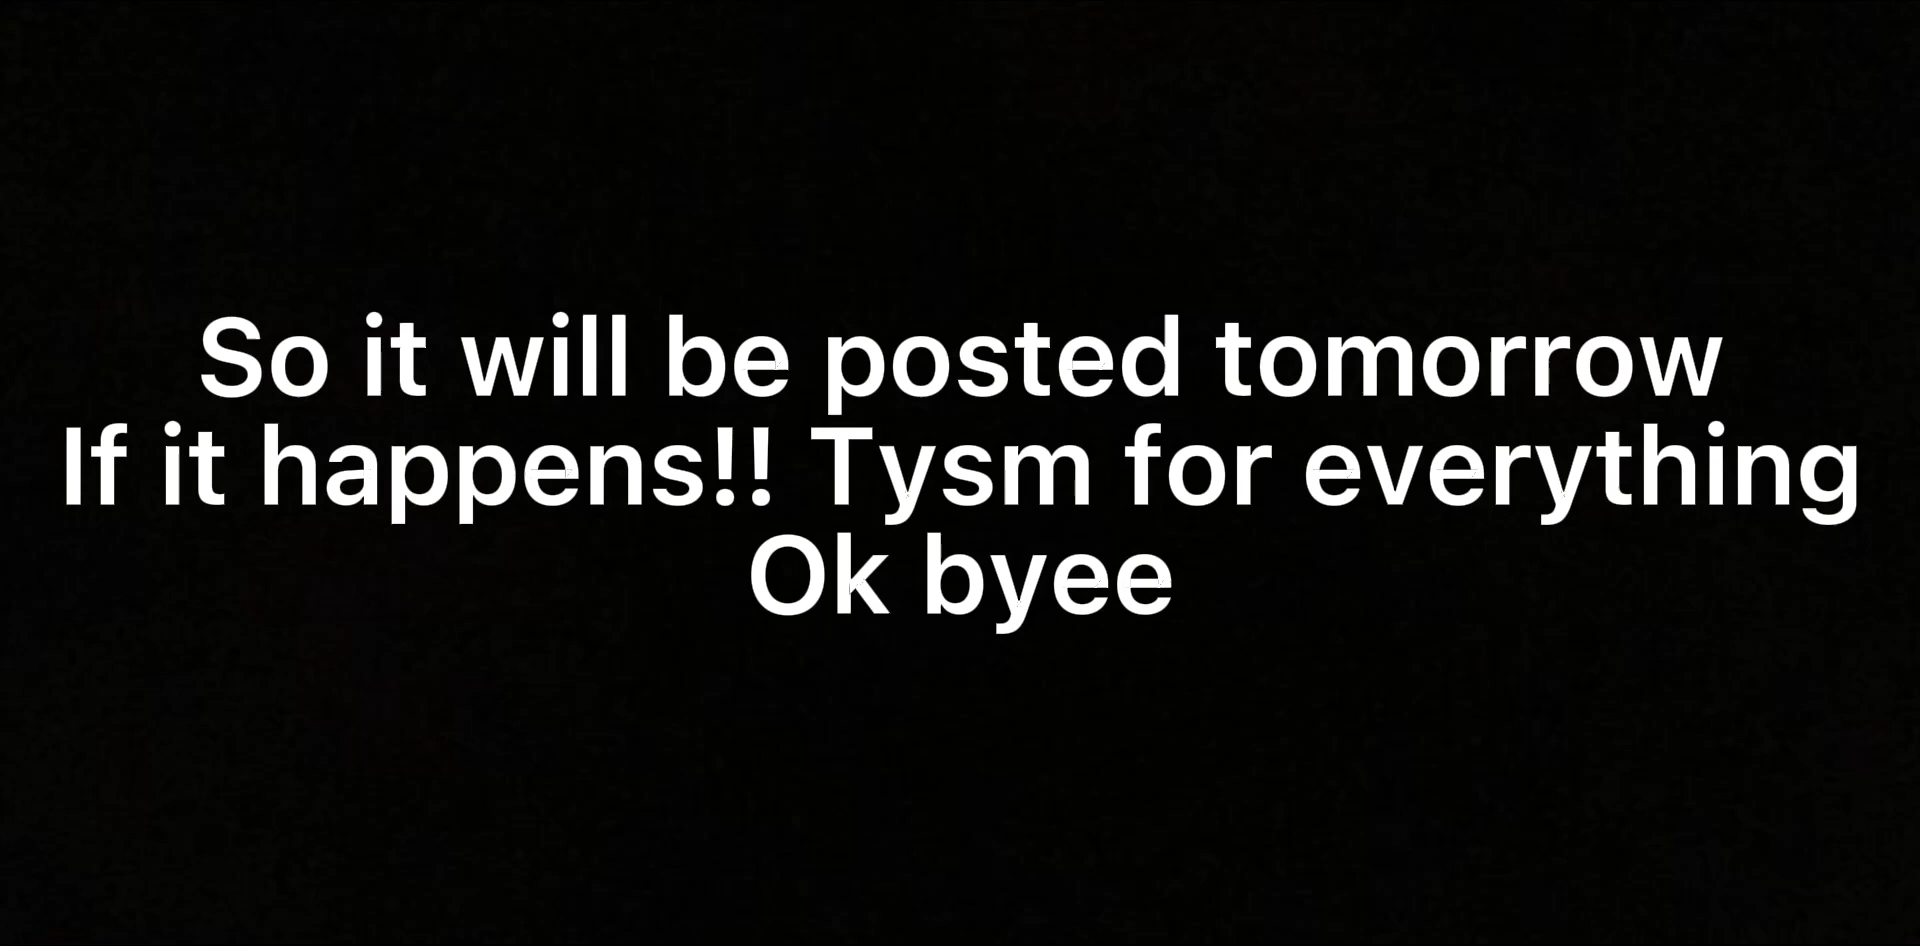 So it will be posted tomorrow
If it happens!! Tysm for everything
Ok byee